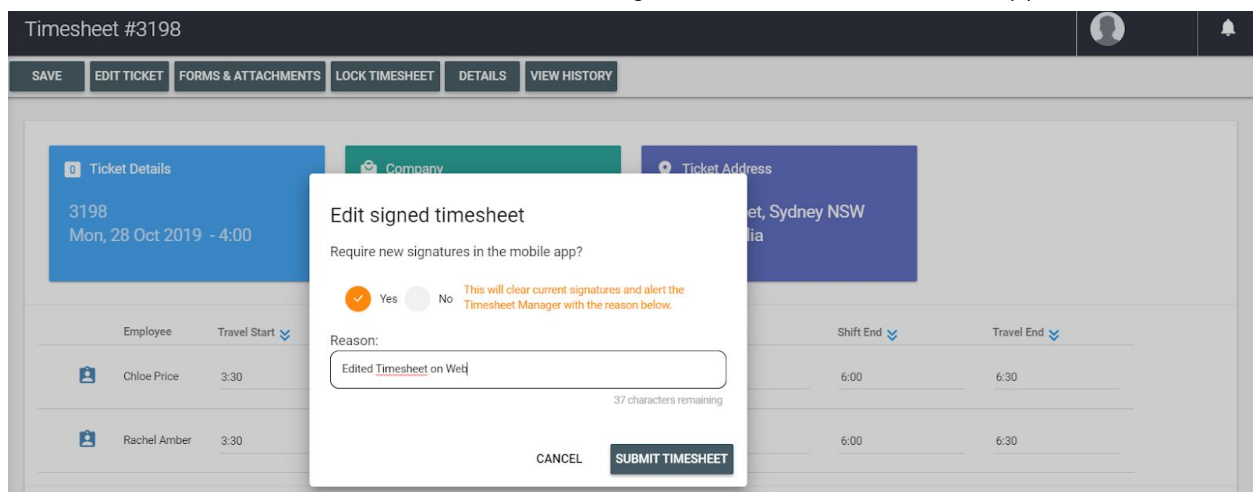 Timesheet #3198
SAVE EDIT TICKET FORMS & ATTACHMENTS LOCK TIMESHEET DETAILS VIEW HISTORY
Ticket Details
3198
Mon, 28 Oct 2019 - 4:00
Company
Ticket Address
et, Sydney NSW
lia
Edit signed timesheet
Require new signatures in the mobile app?
Yes No
This will clear current signatures and alert the
Timesheet Manager with the reason below.
Reason:
Edited Timesheet on Web
37 characters remaining
CANCEL SUBMIT TIMESHEET
Employee Travel Start Shift End Travel End
Chloe Price 3:30 6:00 6:30
Rachel Amber 3:30 6:00 6:30